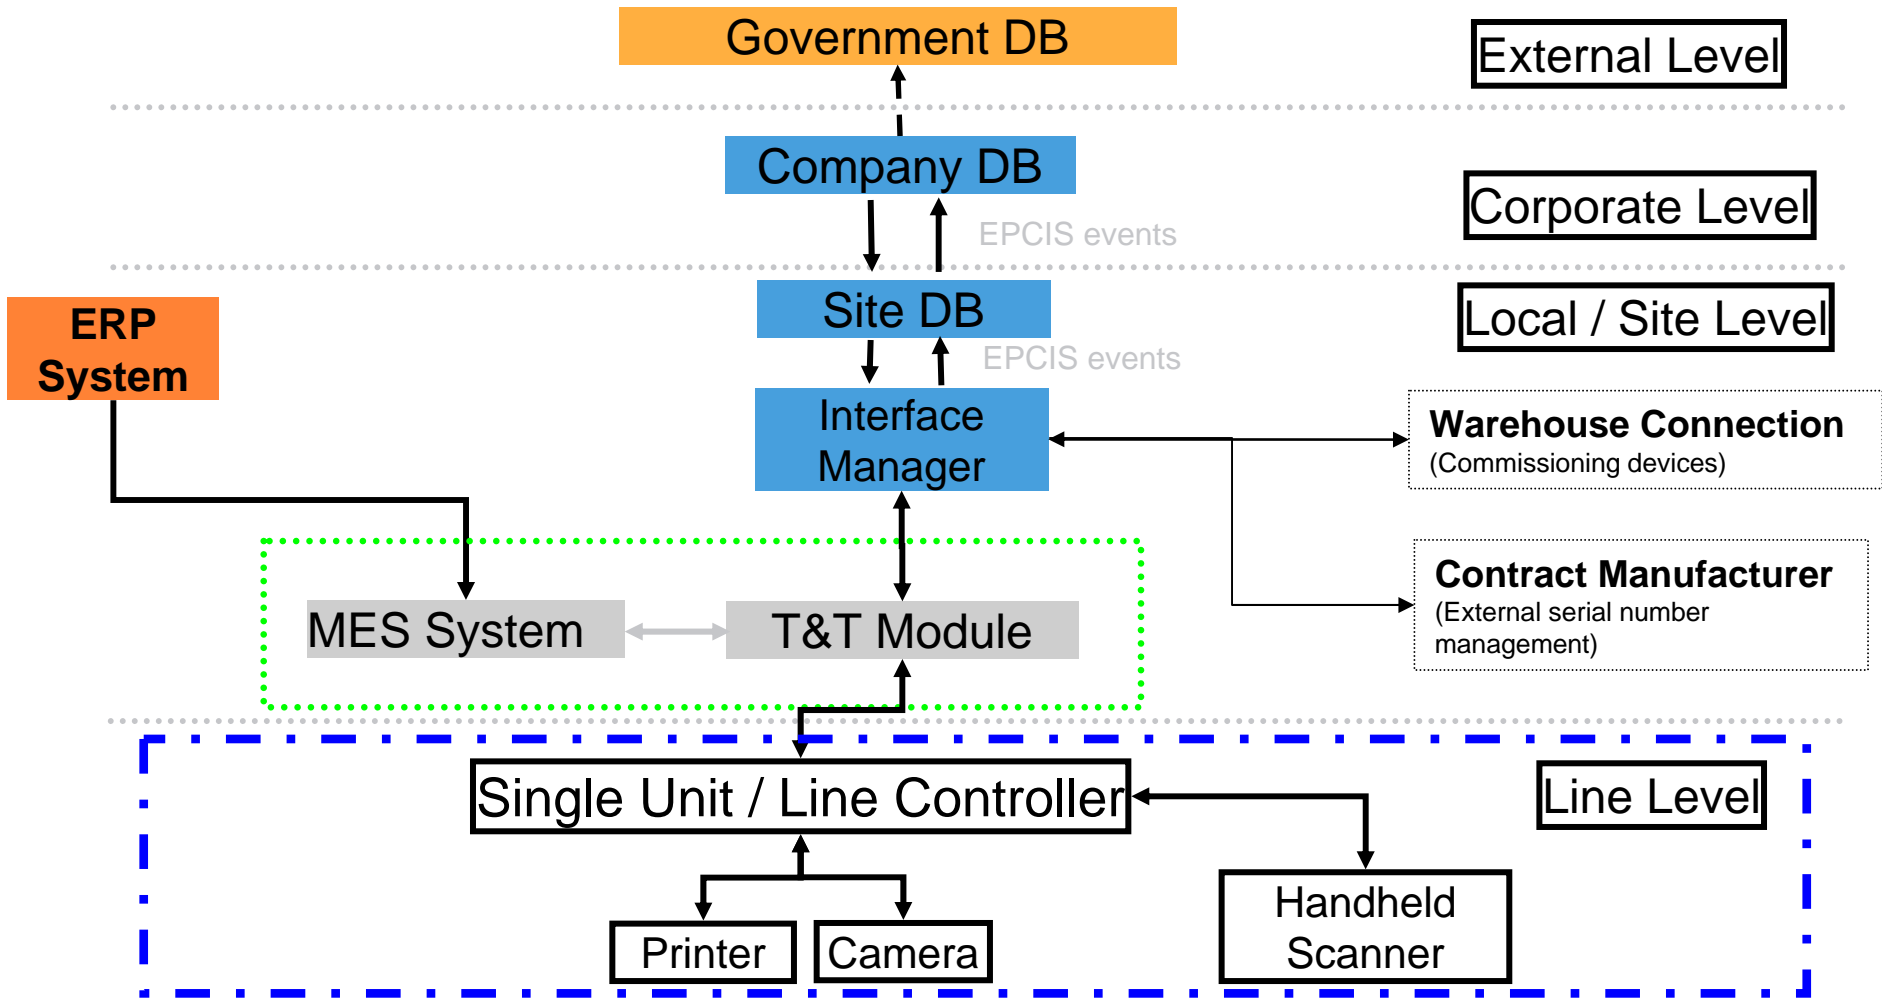 Government DB
External Level
Company DB
Corporate Level
EPCIS events
Site DB
Local / Site Level
ERP
System
EPCIS events
Interface
Manager
Warehouse Connection
(Commissioning devices)
Contract Manufacturer
(External serial number
management)
MES System
T&T Module
Single Unit / Line Controller
Line Level
Handheld
Scanner
Printer
Camera